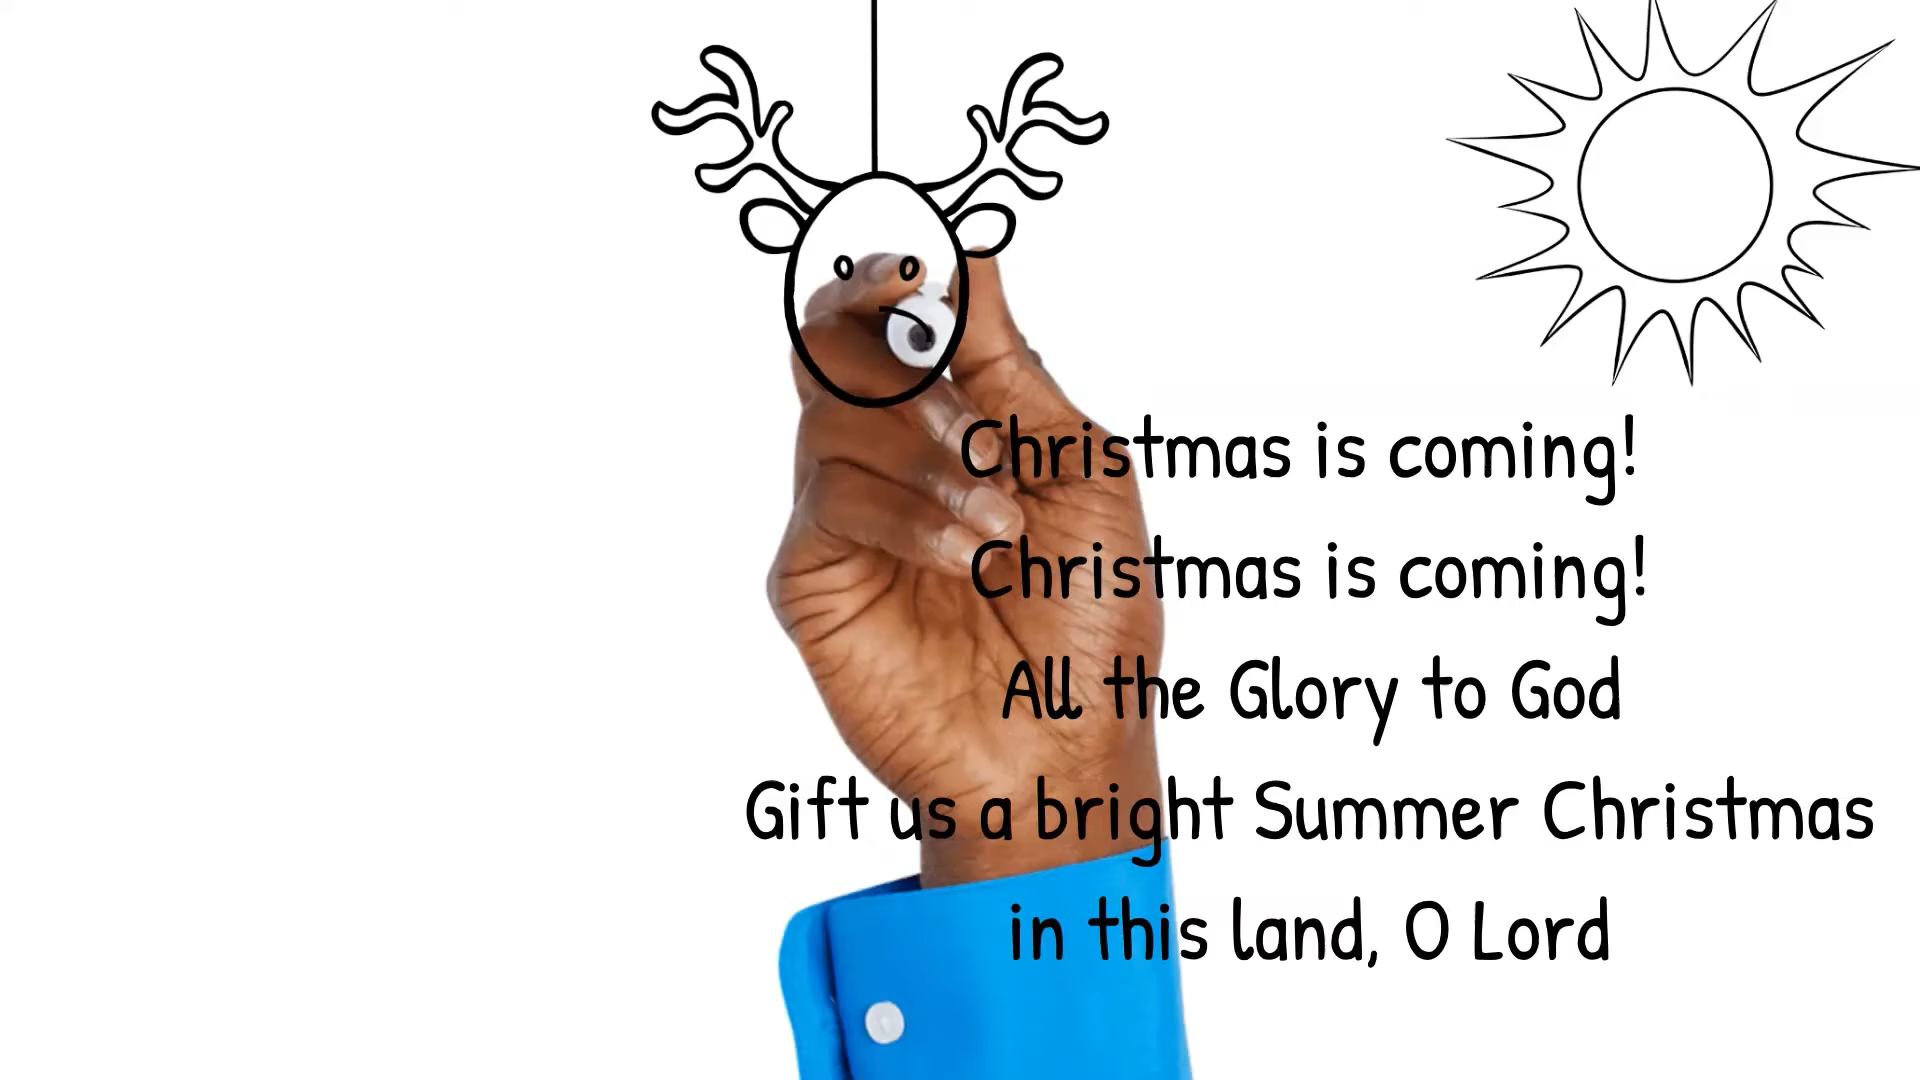 Christmas is coming!
Christmas is coming!
All the Glory to God
Gift us a bright Summer Christmas
in this land, O Lord